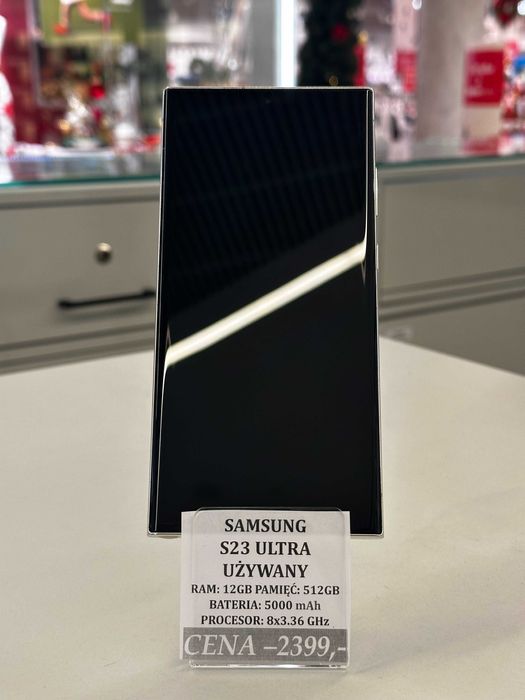 SAMSUNG
S23 ULTRA
UŻYWANY
RAM: 12GB PAMIĘĆ: 512GB
BATERIA: 5000 mAh
PROCESOR: 8x3.36 GHz
CENA –2399,-